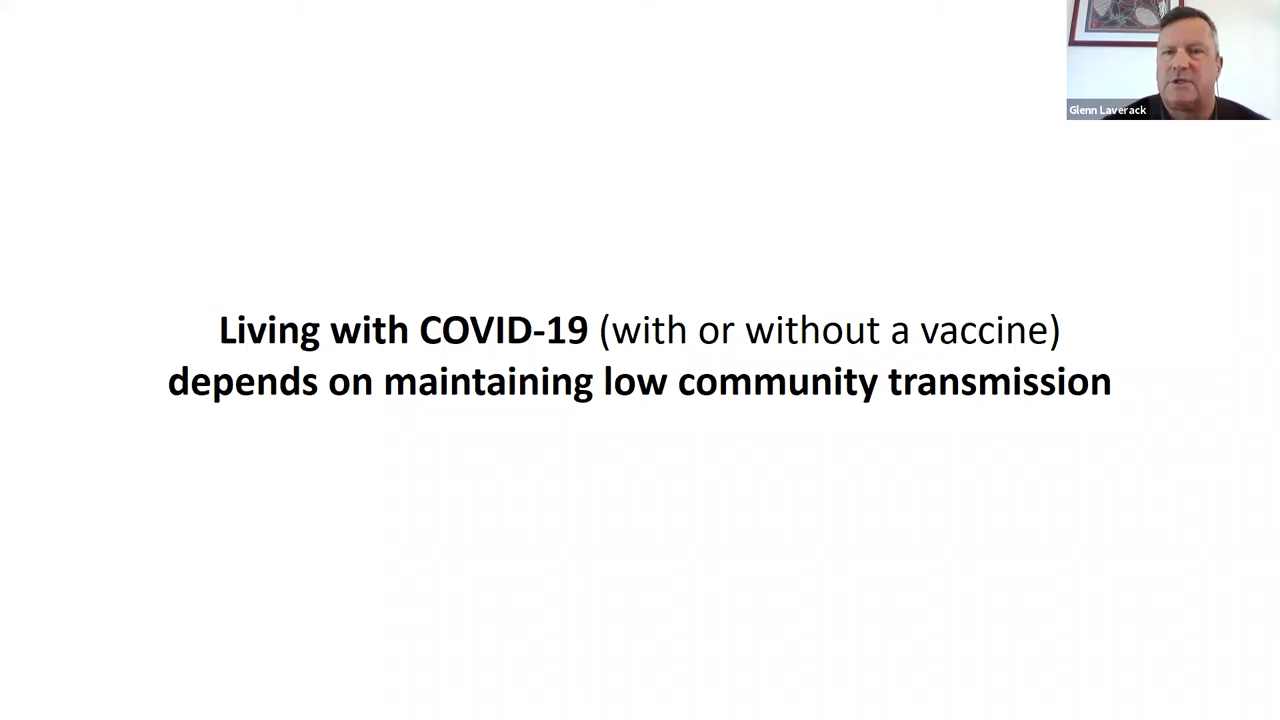 Glenn Laverack
Living with COVID-19 (with or without a vaccine)
depends on maintaining low community transmission